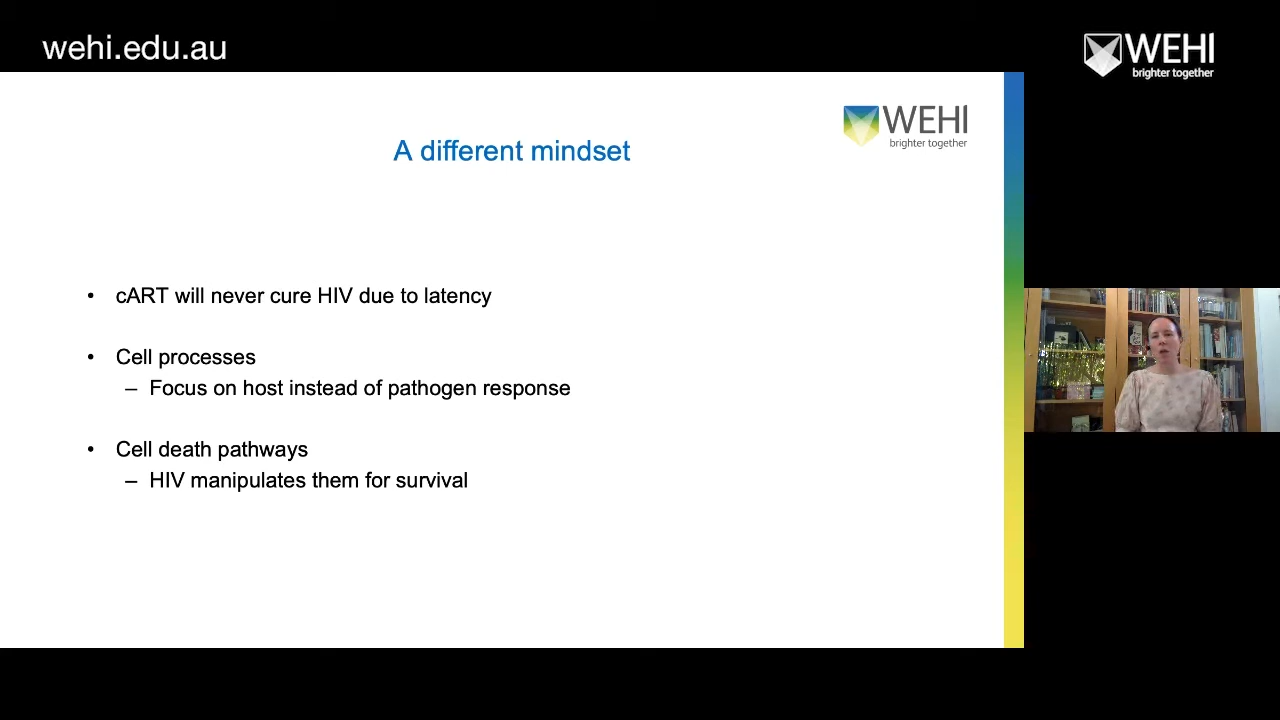 wehi.edu.au
WEHI
brighter together
WEHI
brighter together
A different mindset
• cART will never cure HIV due to latency
• Cell processes
– Focus on host instead of pathogen response
• Cell death pathways
– HIV manipulates them for survival